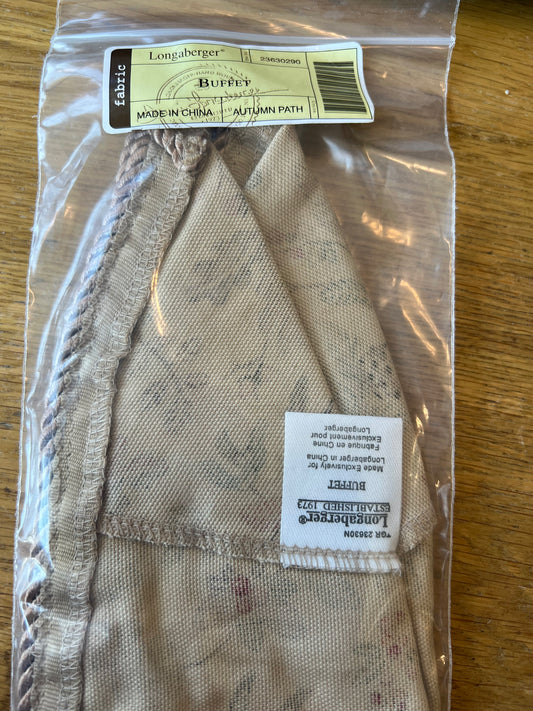 fabric
Longaberger®
23630290
BUFFET
MADE IN CHINA
AUTUMN PATH
*GR 23630N
Longaberger®
ESTABLISHED 1973
BUFFET
Made Exclusively for
Longaberger in China
Fabrique en Chine
Exclusivement pour
Longaberger